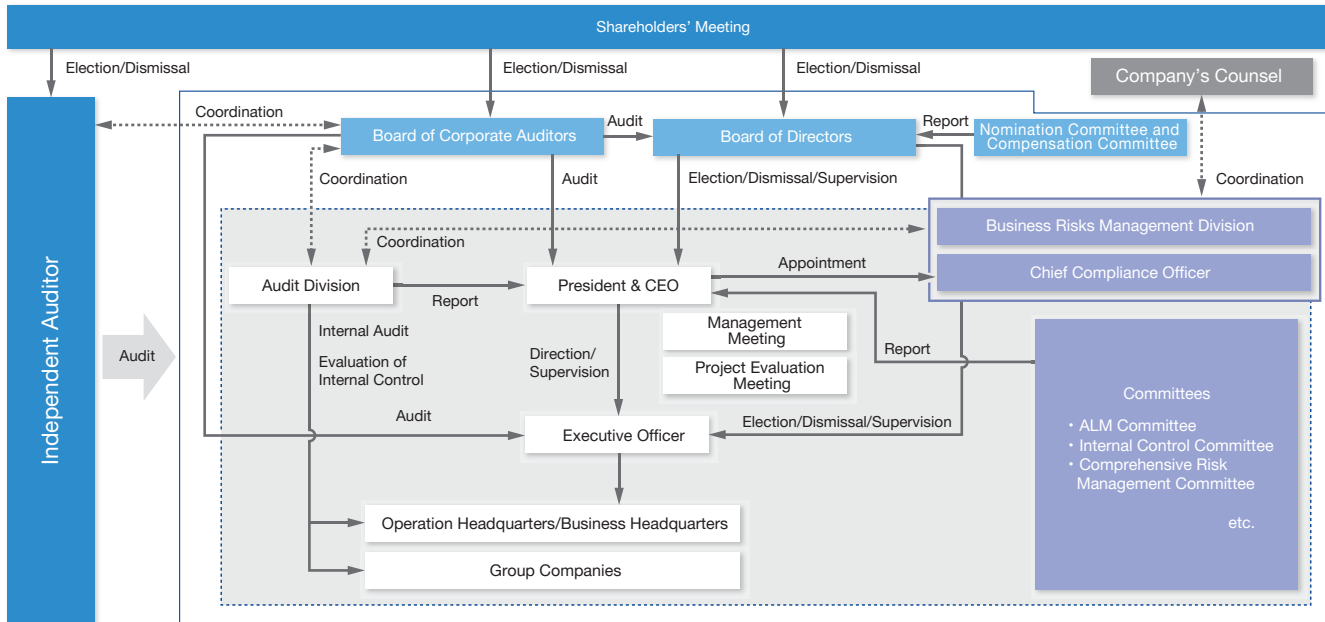 Shareholders' Meeting
Election/Dismissal
Election/Dismissal
Election/Dismissal
Company's Counsel
Coordination
Board of Corporate Auditors
Audit
Board of Directors
Report
Nomination Committee and
Compensation Committee
Coordination
Audit
Election/Dismissal/Supervision
Coordination
Business Risks Management Division
Coordination
Audit Division
Report
President & CEO
Appointment
Chief Compliance Officer
Independent Auditor
Audit
Internal Audit
Evaluation of
Internal Control
Direction/
Supervision
Management
Meeting
Project Evaluation
Meeting
Report
Committees
・ALM Committee
・Internal Control Committee
・Comprehensive Risk
Management Committee
etc.
Audit
Executive Officer
Election/Dismissal/Supervision
Operation Headquarters/Business Headquarters
Group Companies